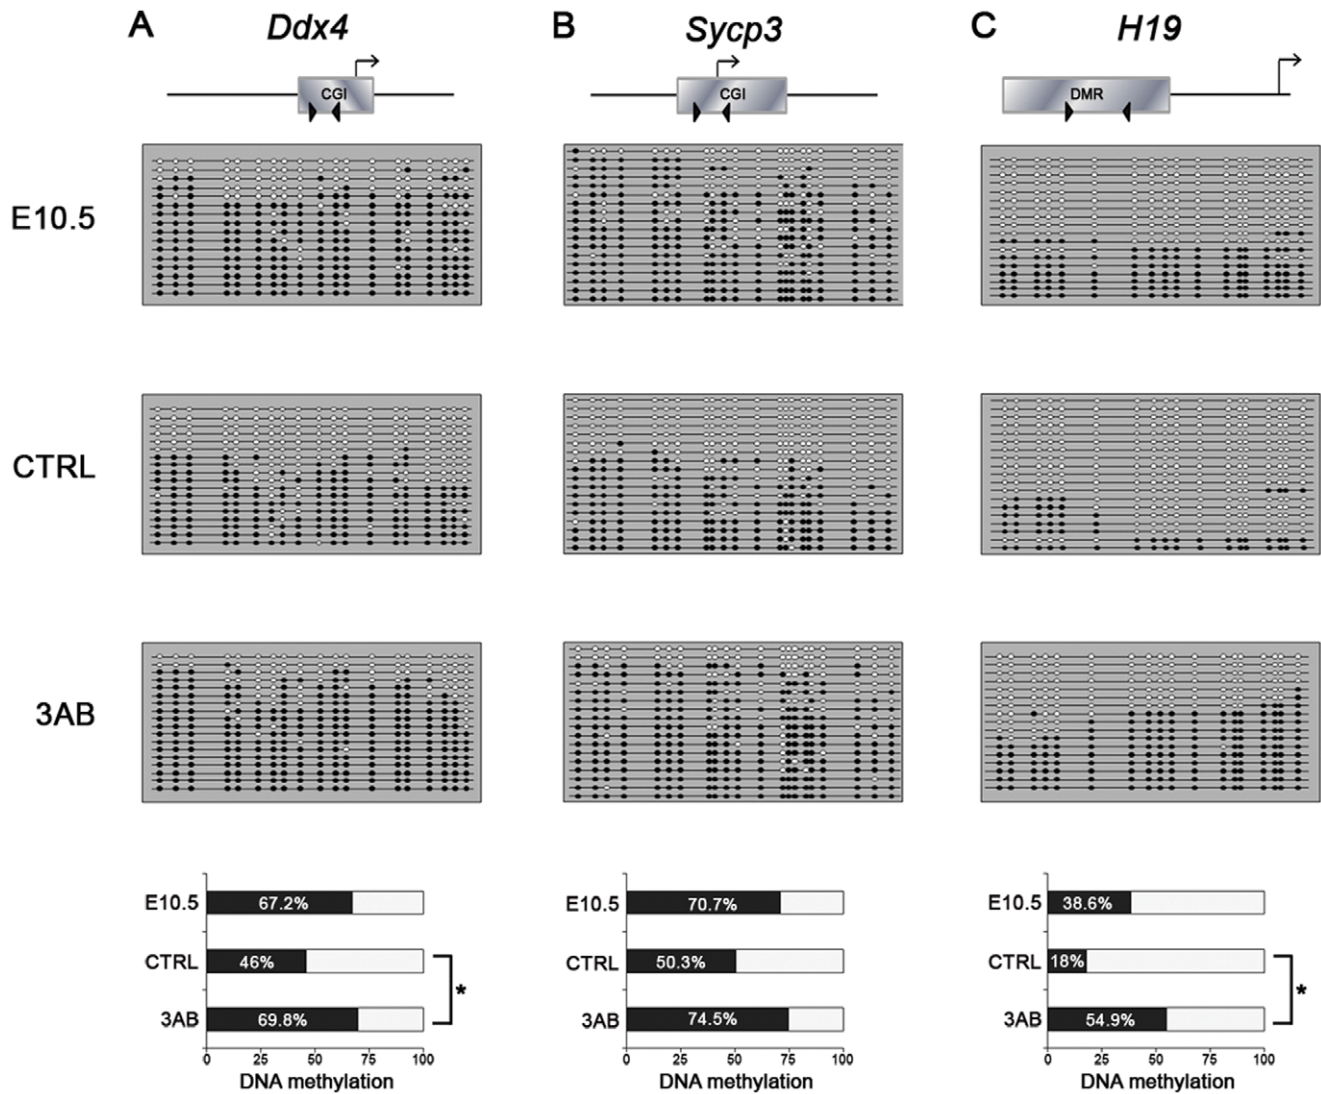 A Ddx4 B Sycp3 C H19
CGI CGI DMR
E10.5
CTRL
3AB
E10.5 67.2% E10.5 70.7% E10.5 38.6%
CTRL 46% CTRL 50.3% CTRL 18%
* *
3AB 69.8% 3AB 74.5% 3AB 54.9%
0 25 50 75 100 0 25 50 75 100 0 25 50 75 100
DNA methylation DNA methylation DNA methylation